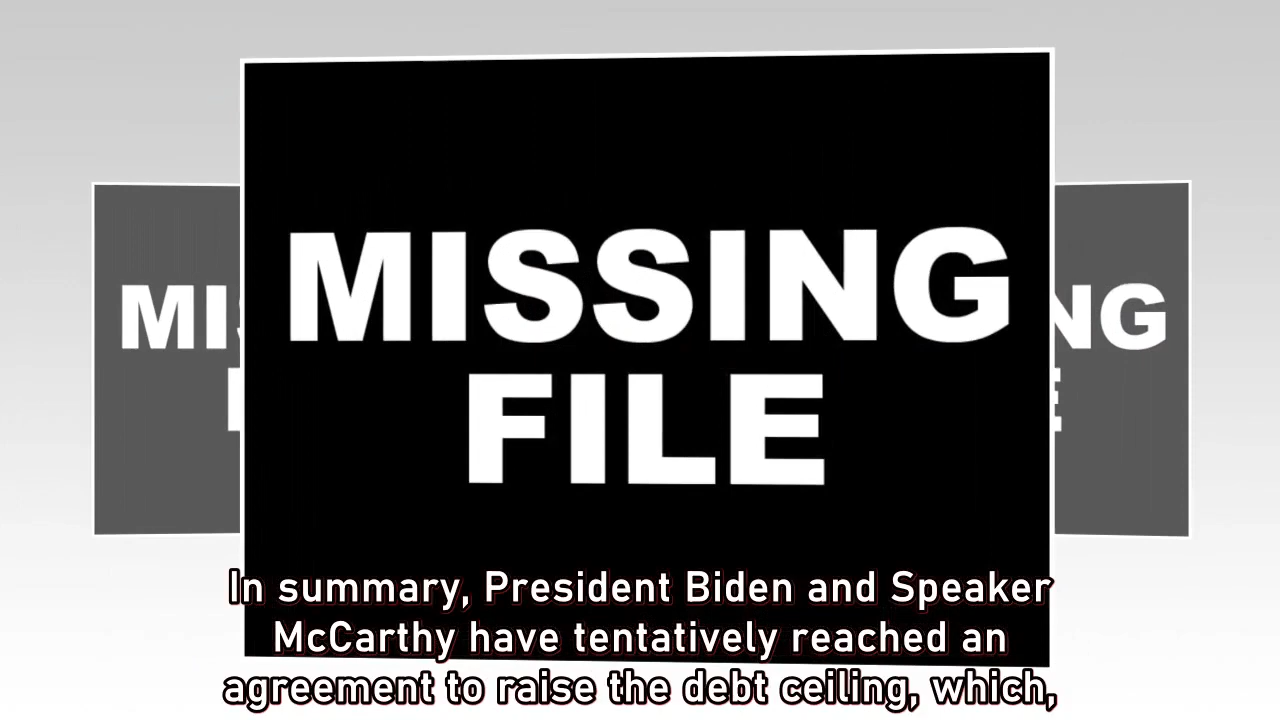 MISSING
FILE
In summary, President Biden and Speaker
McCarthy have tentatively reached an
agreement to raise the debt ceiling, which,